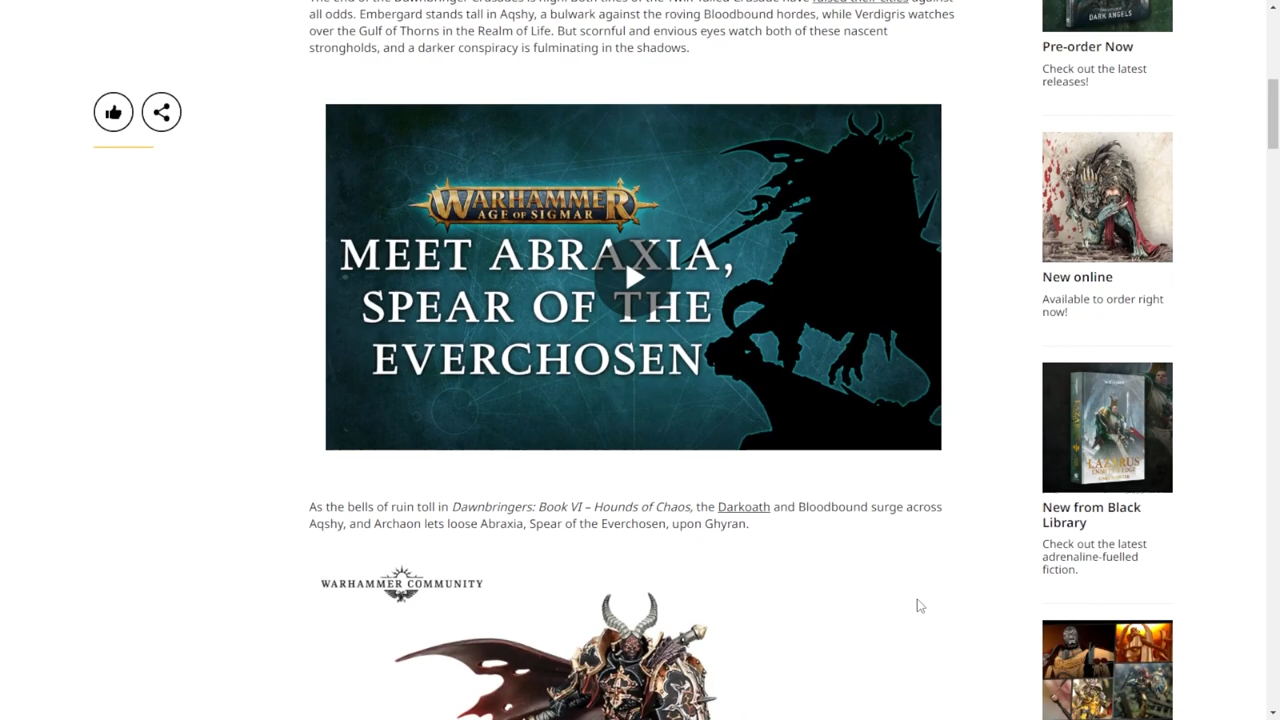 all odds. Embergard stands tall in Aqshy, a bulwark against the roving Bloodbound hordes, while Verdigris watches
over the Gulf of Thorns in the Realm of Life. But scornful and envious eyes watch both of these nascent
strongholds, and a darker conspiracy is fulminating in the shadows.
WARHAMMER
AGE OF SIGMAR
MEET ABRAXIA,
SPEAR OF THE
EVERCHOSEN
As the bells of ruin toll in Dawnbringers: Book VI – Hounds of Chaos, the Darkoath and Bloodbound surge across
Aqshy, and Archaon lets loose Abraxia, Spear of the Everchosen, upon Ghyran.
WARHAMMER COMMUNITY
DARK ANGELS
Pre-order Now
Check out the latest
releases!
New online
Available to order right
now!
LAZARUS
New from Black
Library
Check out the latest
adrenaline-fuelled
fiction.